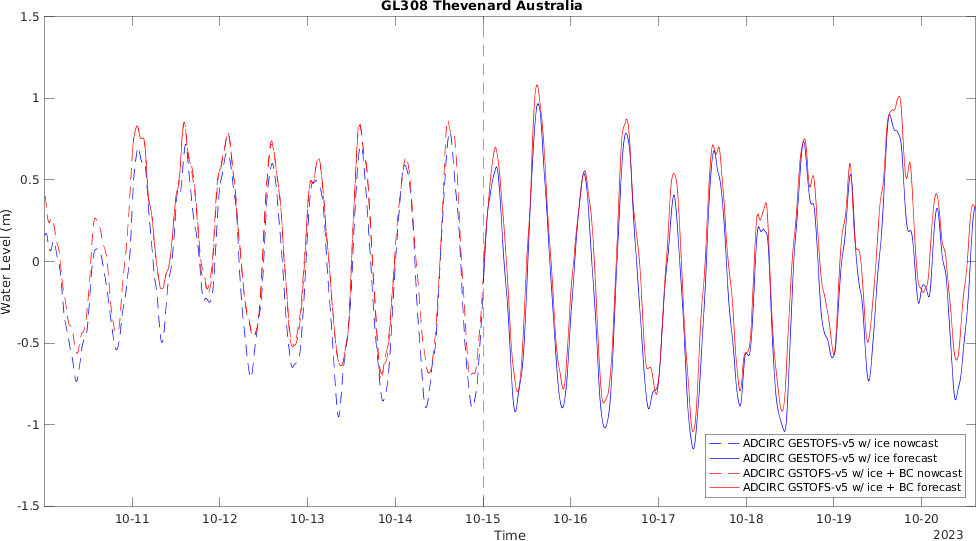 GL308 Thevenard Australia
1.5
1
0.5
0
-0.5
-1
-1.5
Water Level (m)
10-11
10-12
10-13
10-14
10-15
10-16
10-17
10-18
10-19
10-20
Time
2023
ADCIRC GESTOFS-v5 w/ ice nowcast
ADCIRC GESTOFS-v5 w/ ice forecast
ADCIRC GSTOFS-v5 w/ ice + BC nowcast
ADCIRC GSTOFS-v5 w/ ice + BC forecast